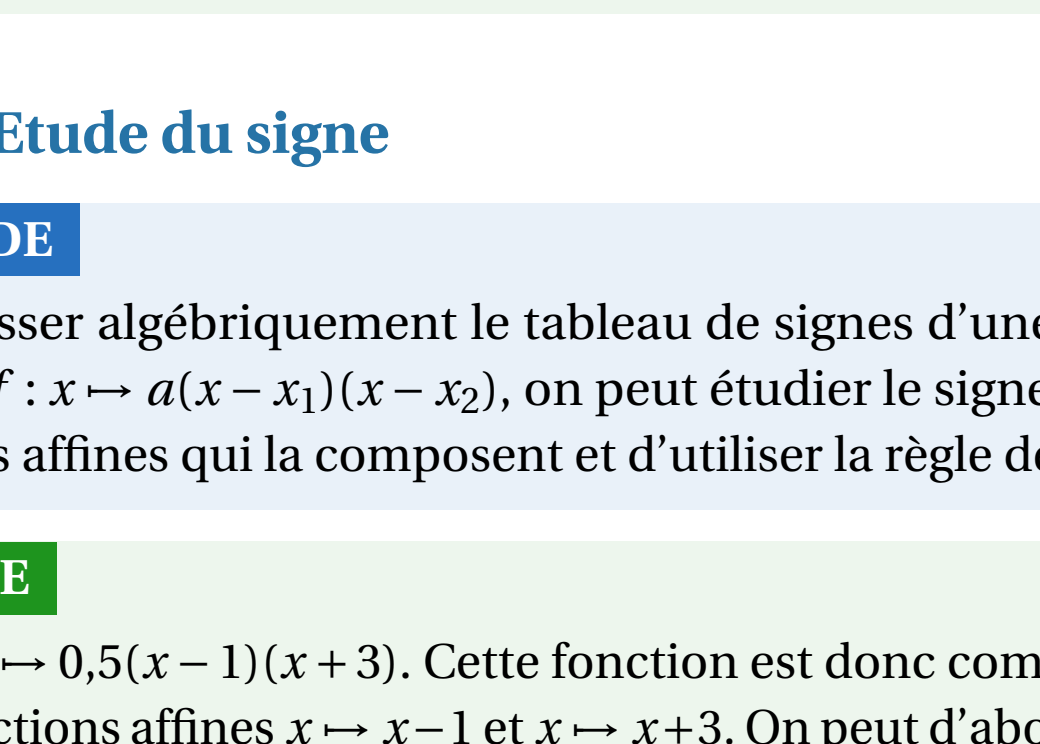 Etude du signe
DE
sser algébriquement le tableau de signes d'une
f : x ↦ a(x − x₁)(x − x₂), on peut étudier le signe
s affines qui la composent et d'utiliser la règle de
E
↦ 0,5(x − 1)(x + 3). Cette fonction est donc com
ctions affines x ↦ x−1 et x ↦ x+3. On peut d'abo